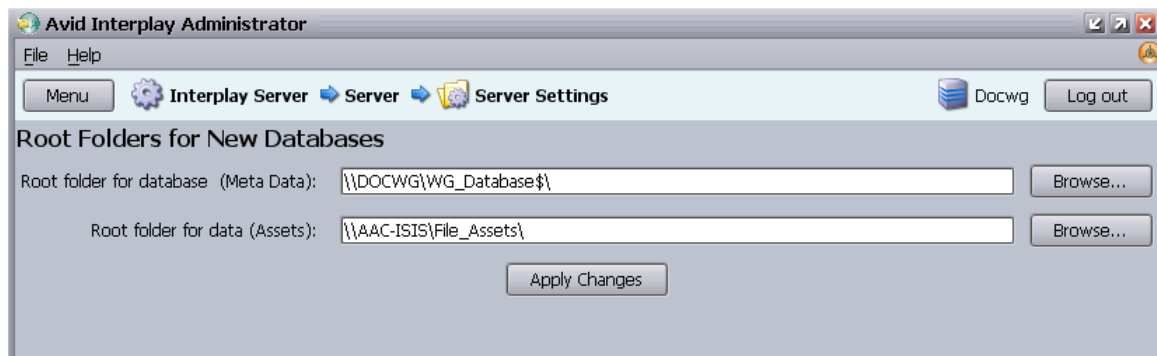 Avid Interplay Administrator
File Help
Menu Interplay Server Server Server Settings Docwg Log out
Root Folders for New Databases
Root folder for database (Meta Data): \\DOCWG\WG_Database$\ Browse...
Root folder for data (Assets): \\AAC-ISIS\File_Assets\ Browse...
Apply Changes